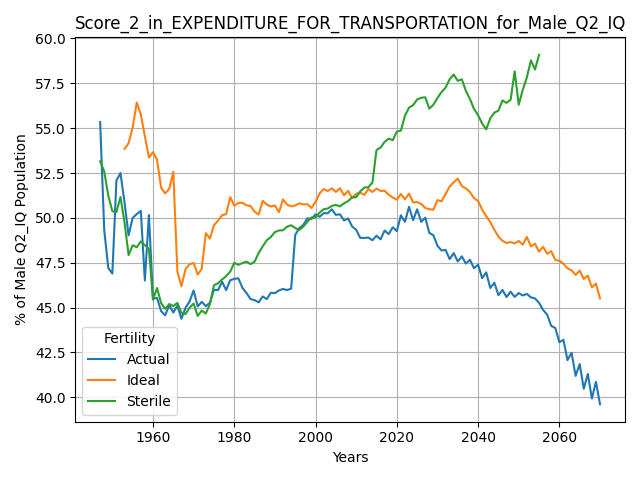 Score_2_in_EXPENDITURE_FOR_TRANSPORTATION_for_Male_Q2_IQ
% of Male Q2_IQ Population
60.0
57.5
55.0
52.5
50.0
47.5
45.0
42.5
40.0
Fertility
Actual
Ideal
Sterile
1960 1980 2000 2020 2040 2060
Years